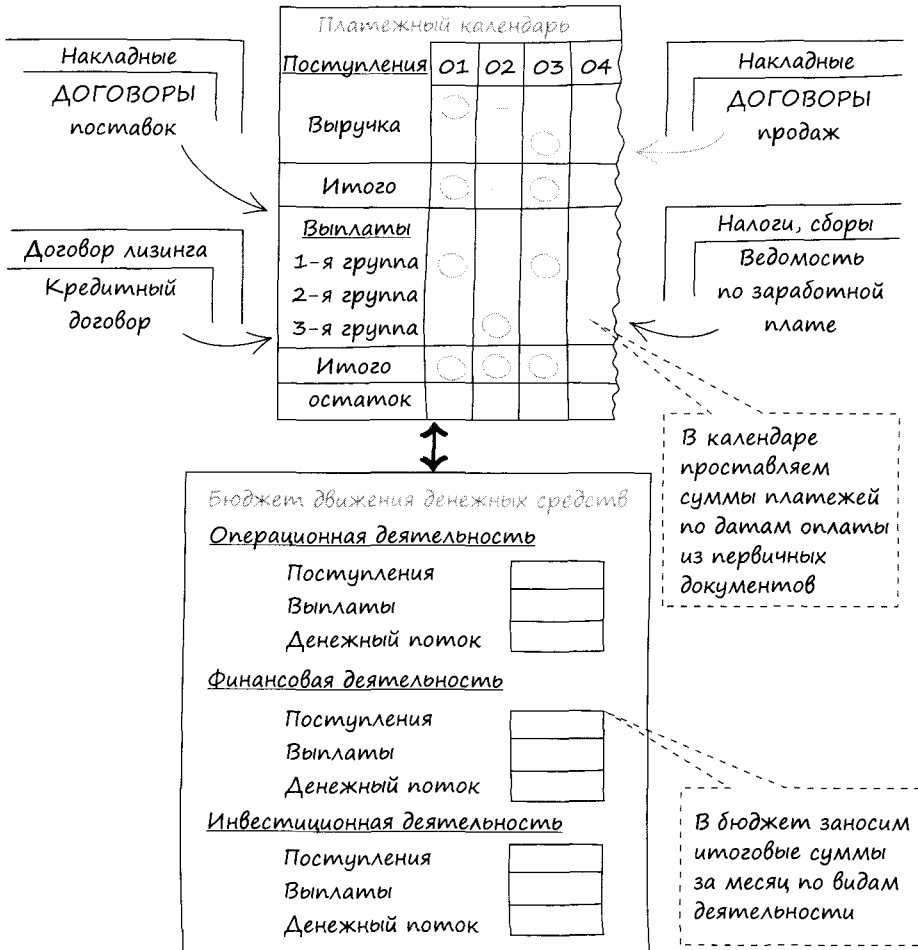 Платежный календарь
Накладные
ДОГОВОРЫ
поставок
Договор лизинга
Кредитный
договор
Поступления 01 02 03 04
Выручка
Итого
Выплаты
1-я группа
2-я группа
3-я группа
Итого
остаток
Накладные
ДОГОВОРЫ
продаж
Налоги, сборы
Ведомость
по заработной
плате
В календаре
проставляем
суммы платежей
по датам оплаты
из первичных
документов
Бюджет движения денежных средств
Операционная деятельность
Поступления
Выплаты
Денежный поток
Финансовая деятельность
Поступления
Выплаты
Денежный поток
Инвестиционная деятельность
Поступления
Выплаты
Денежный поток
В бюджет заносим
итоговые суммы
за месяц по видам
деятельности